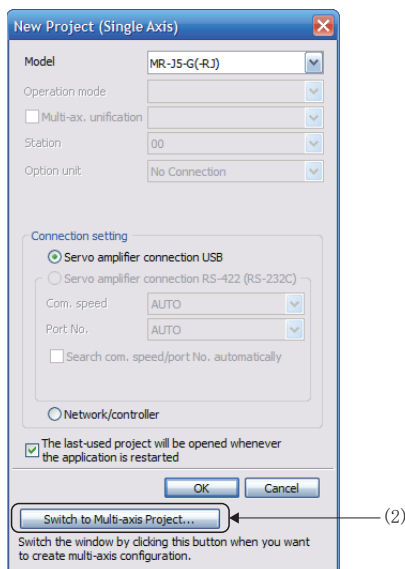 New Project (Single Axis)
Model
MR-J5-G(-RJ)
Operation mode
Multi-ax. unification
Station
00
Option unit
No Connection
Connection setting
Servo amplifier connection USB
Servo amplifier connection RS-422 (RS-232C)
Com. speed
AUTO
Port No.
AUTO
Search com. speed/port No. automatically
Network/controller
The last-used project will be opened whenever
the application is restarted
OK
Cancel
Switch to Multi-axis Project...
(2)
Switch the window by clicking this button when you want
to create multi-axis configuration.